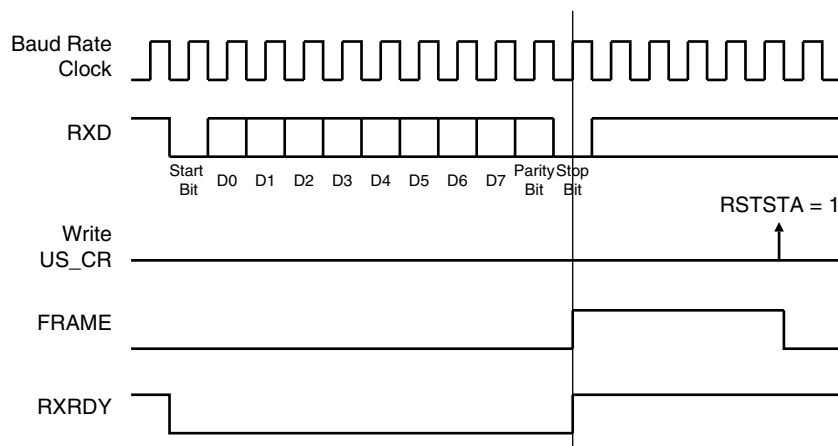 Baud Rate
Clock
RXD
Start
Bit
D0 D1 D2 D3 D4 D5 D6 D7
Parity
Bit
Stop
Bit
RSTSTA = 1
Write
US_CR
FRAME
RXRDY